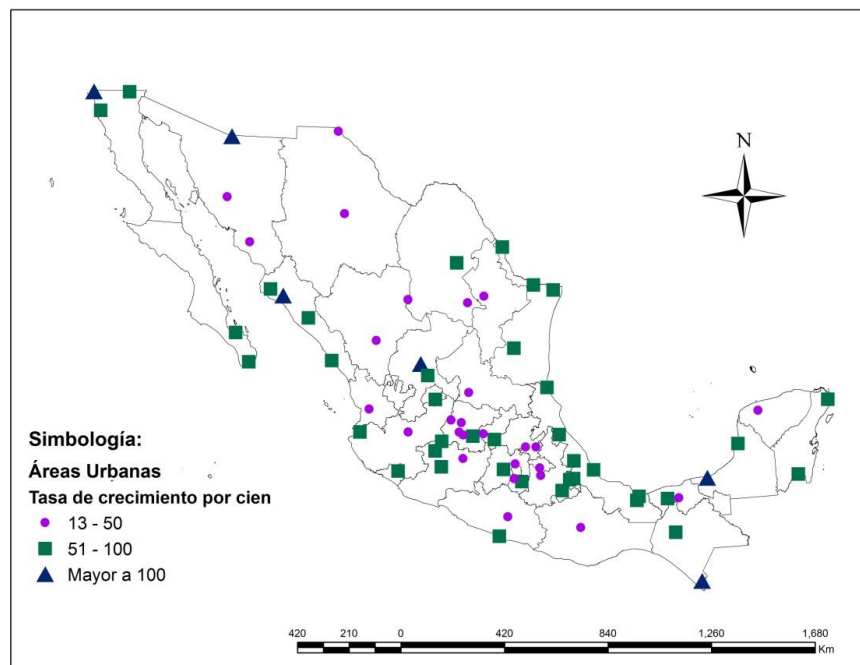 N
Simbología:
Áreas Urbanas
Tasa de crecimiento por cien
13 - 50
51 - 100
Mayor a 100
420 210 0 420 840 1,260 1,680
Km